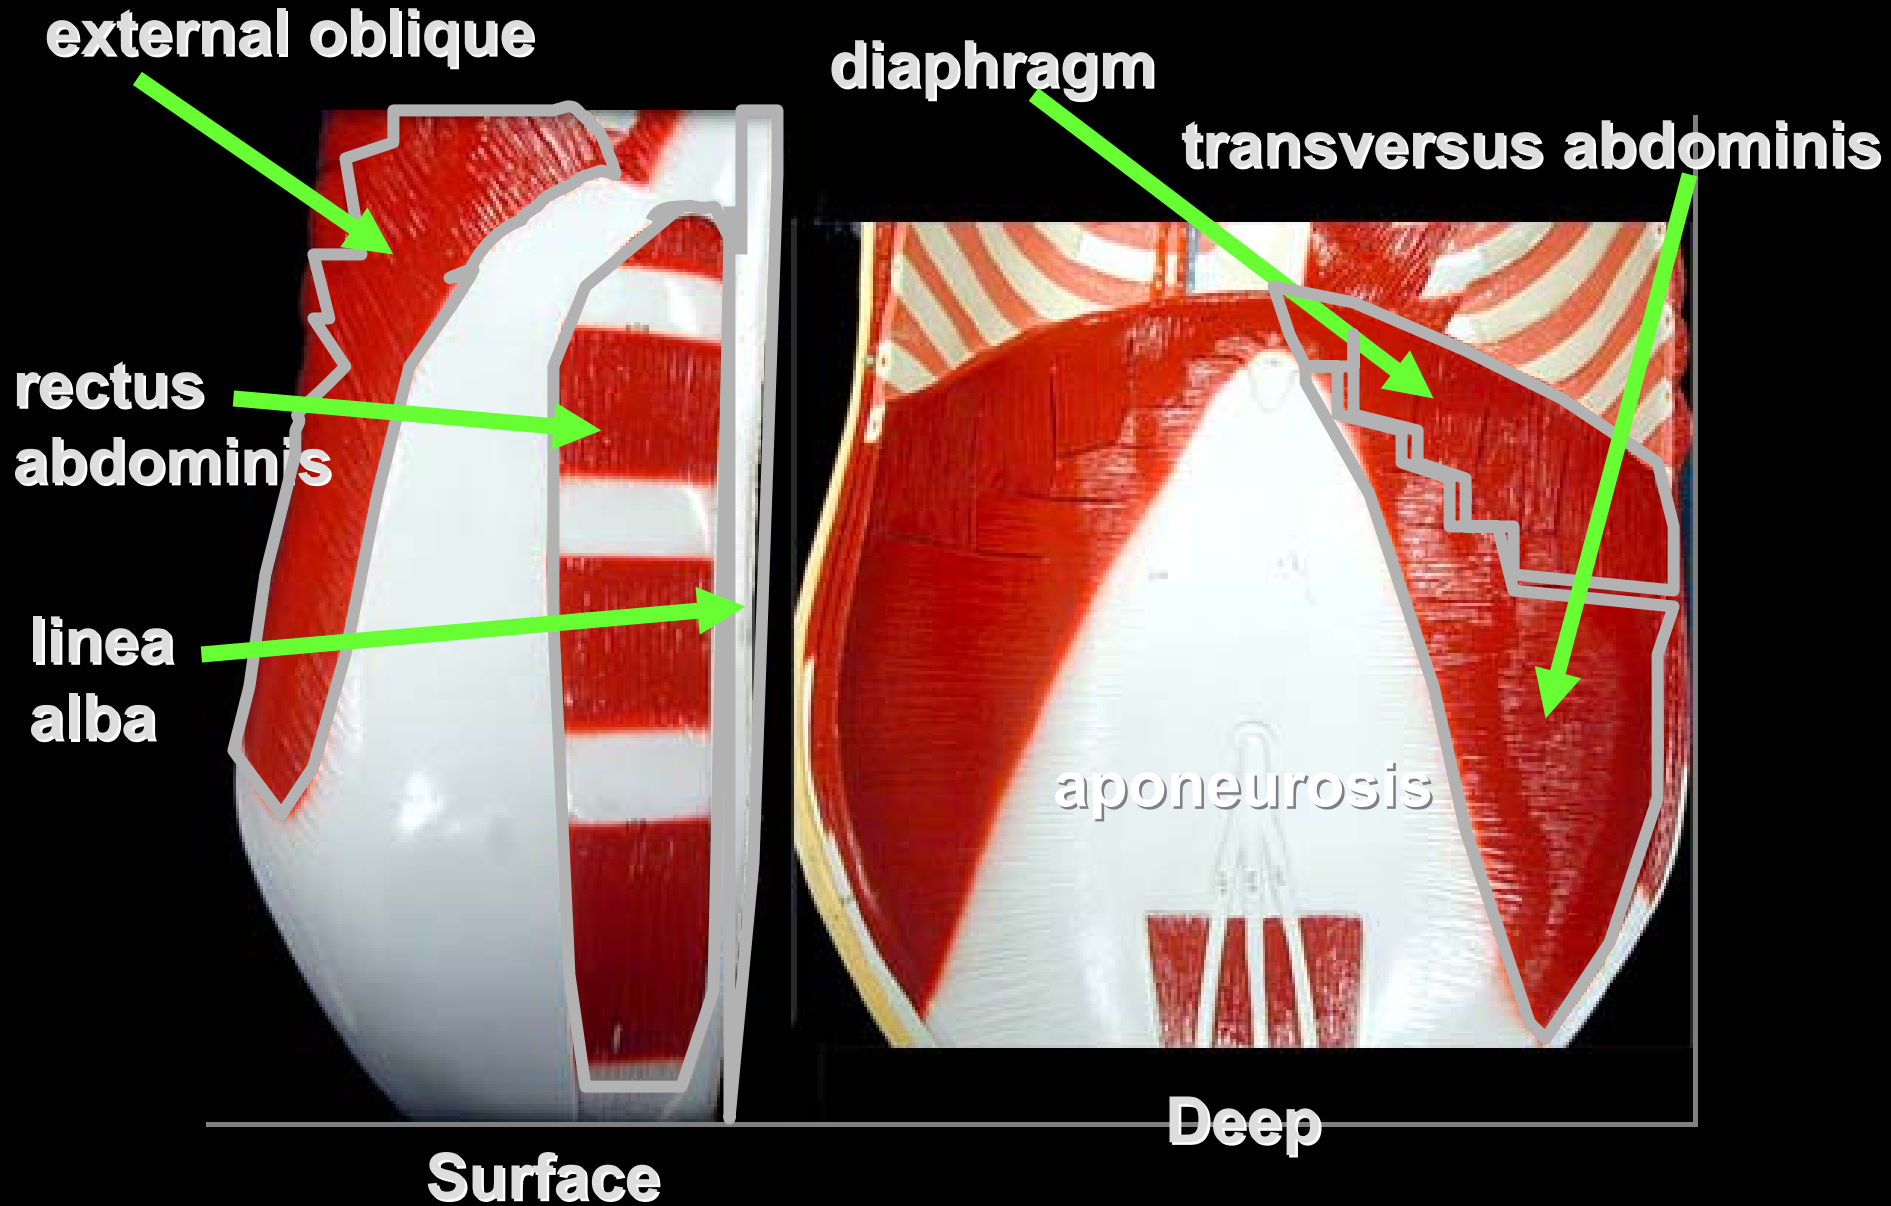 external oblique
diaphragm
transversus abdominis
rectus
abdominis
linea
alba
aponeurosis
Deep
Surface